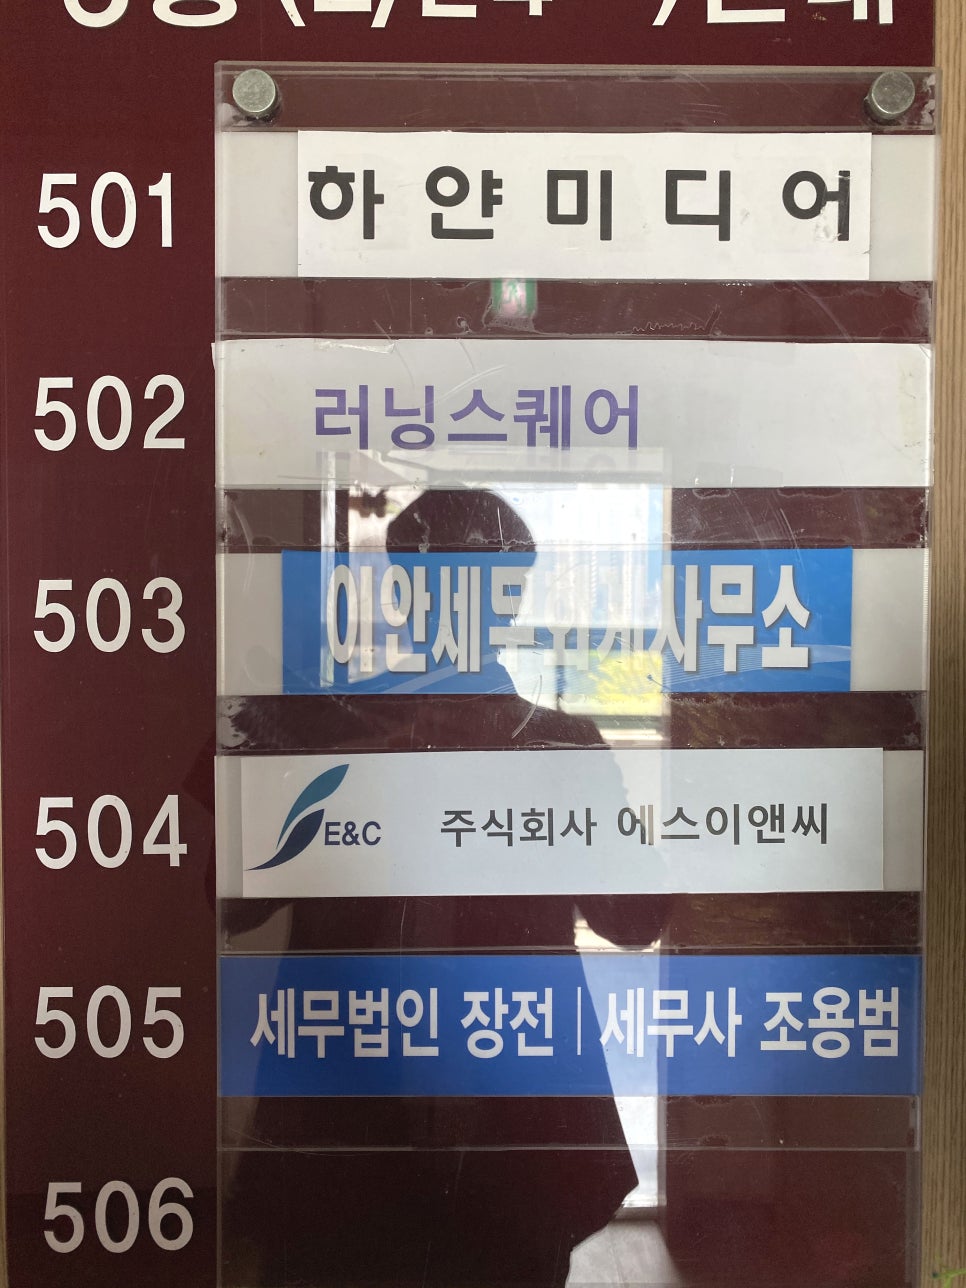 501 하얀미디어
502 러닝스퀘어
503 이안세무회계사무소
504 E&C 주식회사 에스이앤씨
505 세무법인 장전 | 세무사 조용범
506